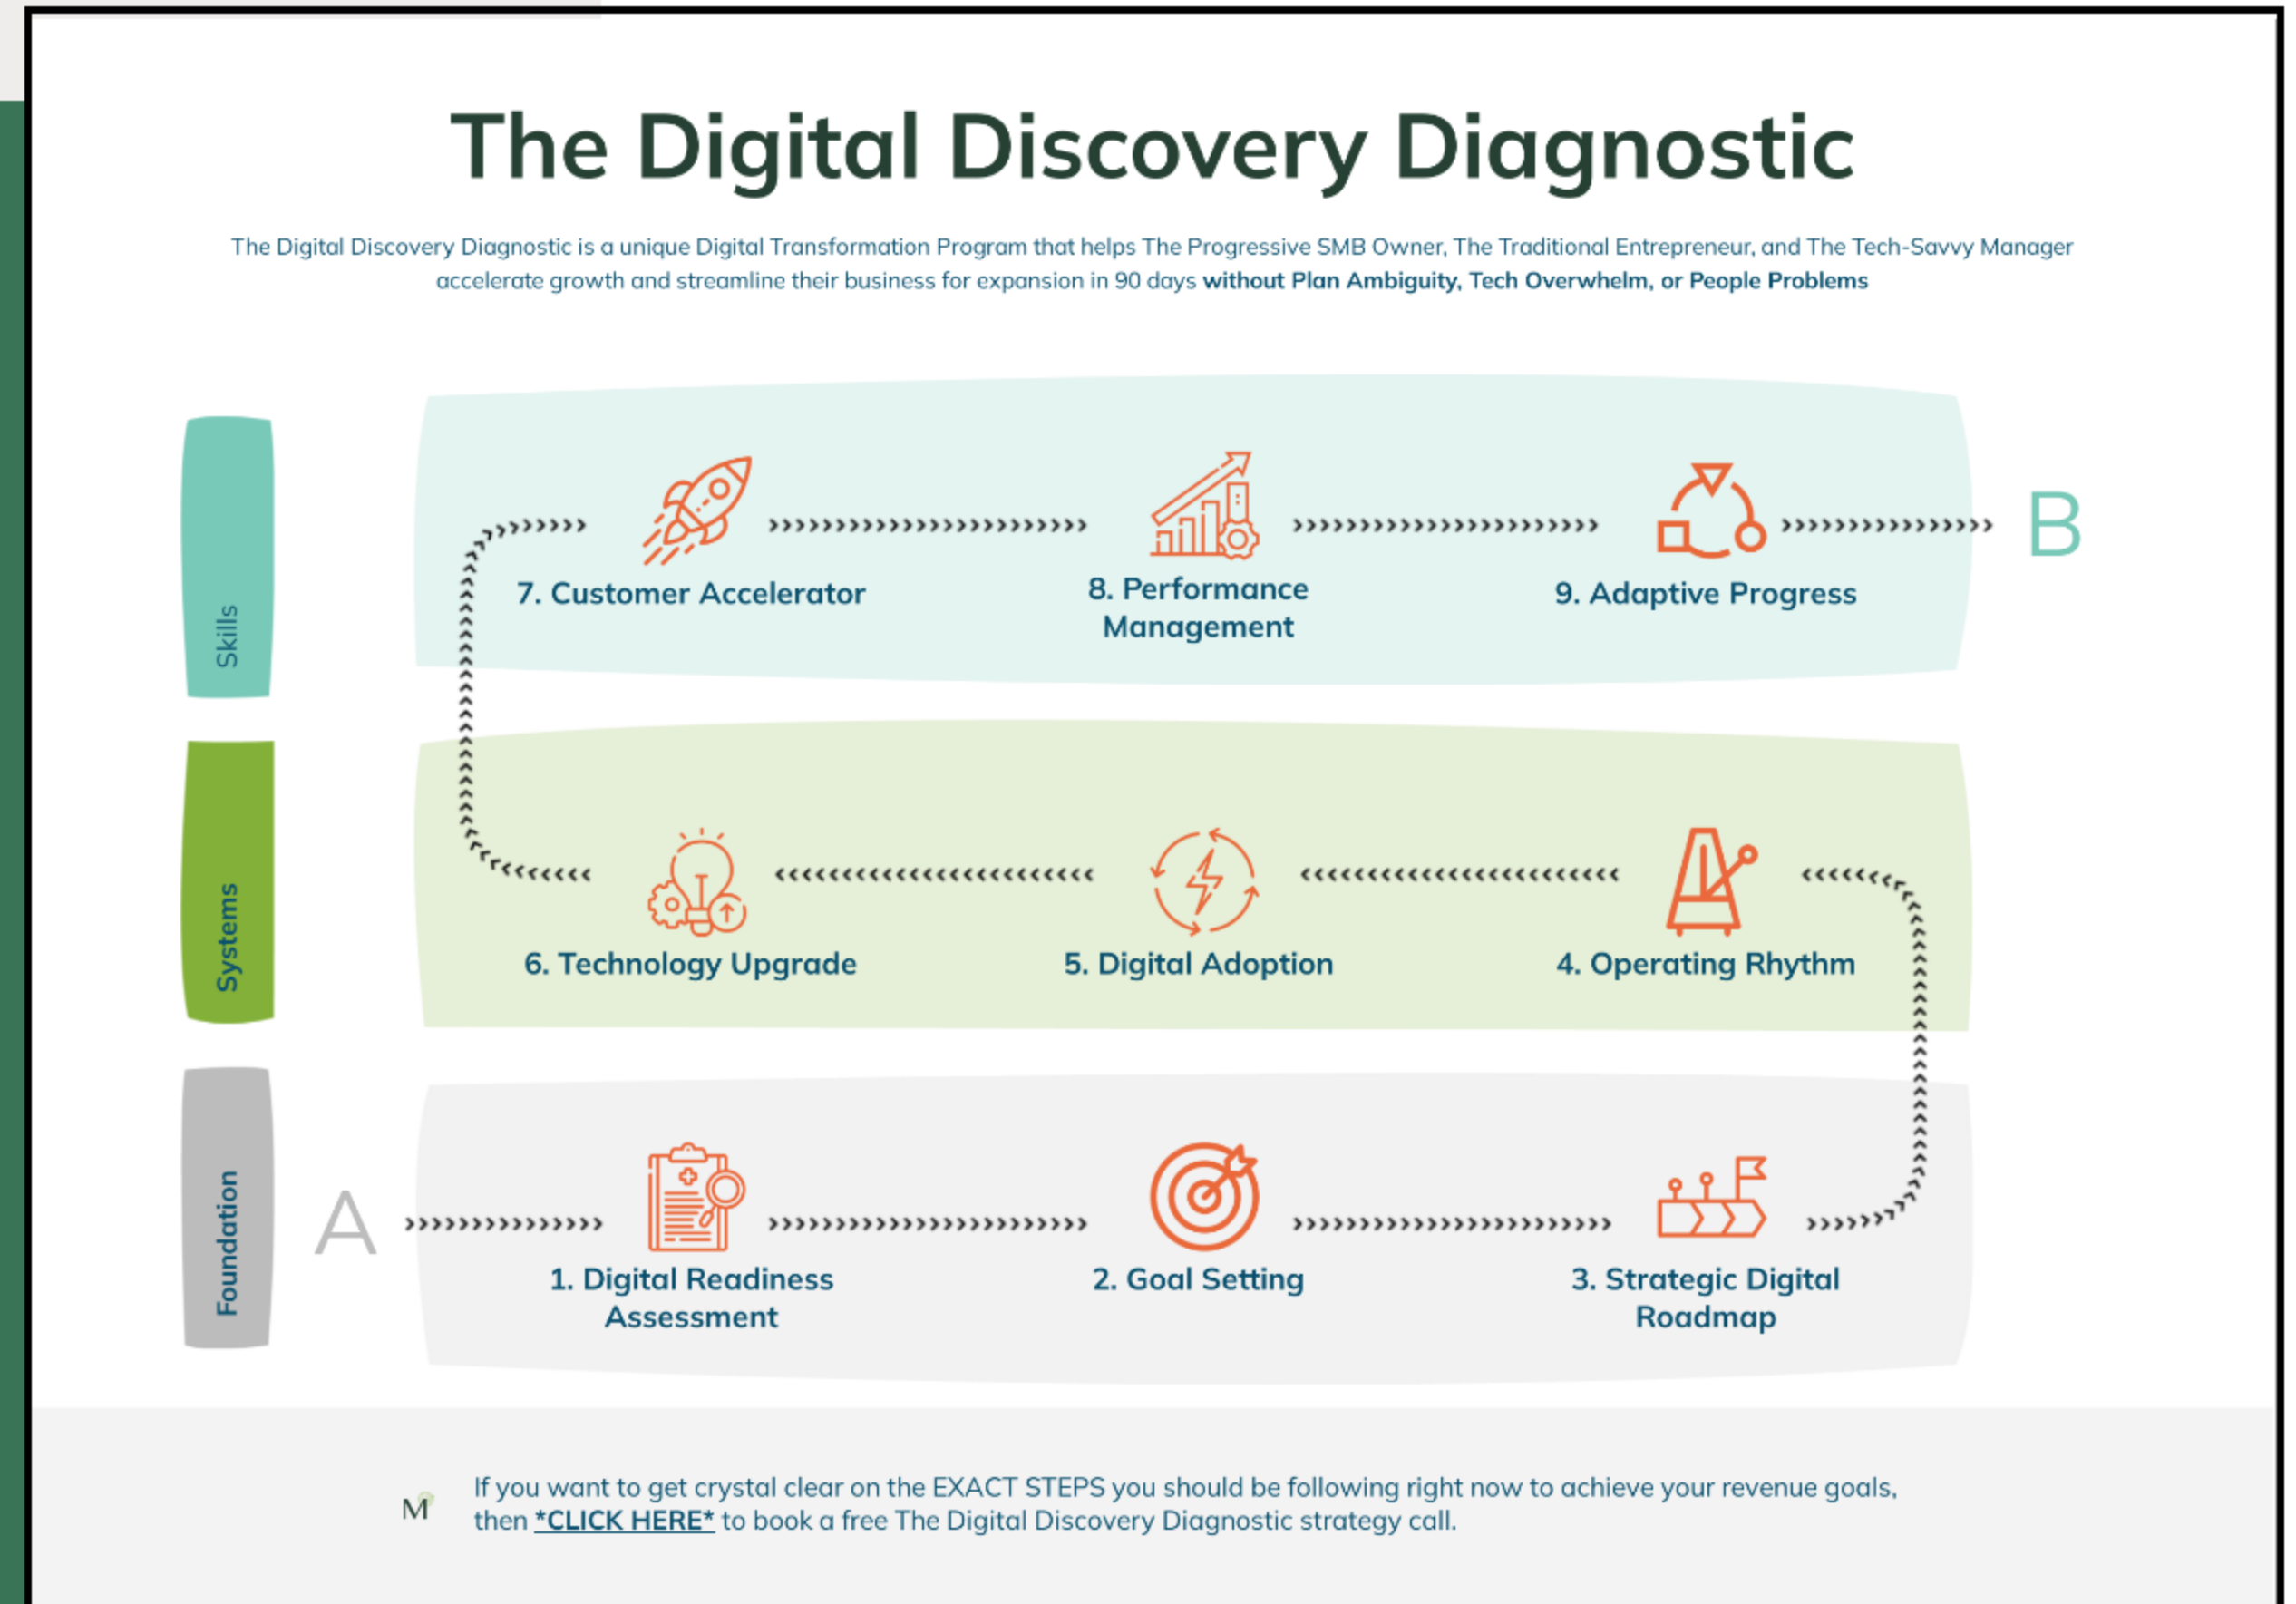 The Digital Discovery Diagnostic
The Digital Discovery Diagnostic is a unique Digital Transformation Program that helps The Progressive SMB Owner, The Traditional Entrepreneur, and The Tech-Savvy Manager
accelerate growth and streamline their business for expansion in 90 days without Plan Ambiguity, Tech Overwhelm, or People Problems
Skills
7. Customer Accelerator
8. Performance
Management
9. Adaptive Progress
B
Systems
6. Technology Upgrade
5. Digital Adoption
4. Operating Rhythm
Foundation
A
1. Digital Readiness
Assessment
2. Goal Setting
3. Strategic Digital
Roadmap
M
If you want to get crystal clear on the EXACT STEPS you should be following right now to achieve your revenue goals,
then *CLICK HERE* to book a free The Digital Discovery Diagnostic strategy call.